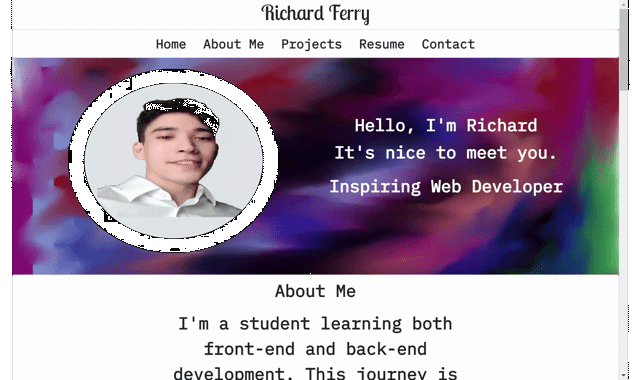 Richard Ferry
Home About Me Projects Resume Contact
Hello, I'm Richard
It's nice to meet you.
Inspiring Web Developer
About Me
I'm a student learning both
front-end and back-end
development. This journey is